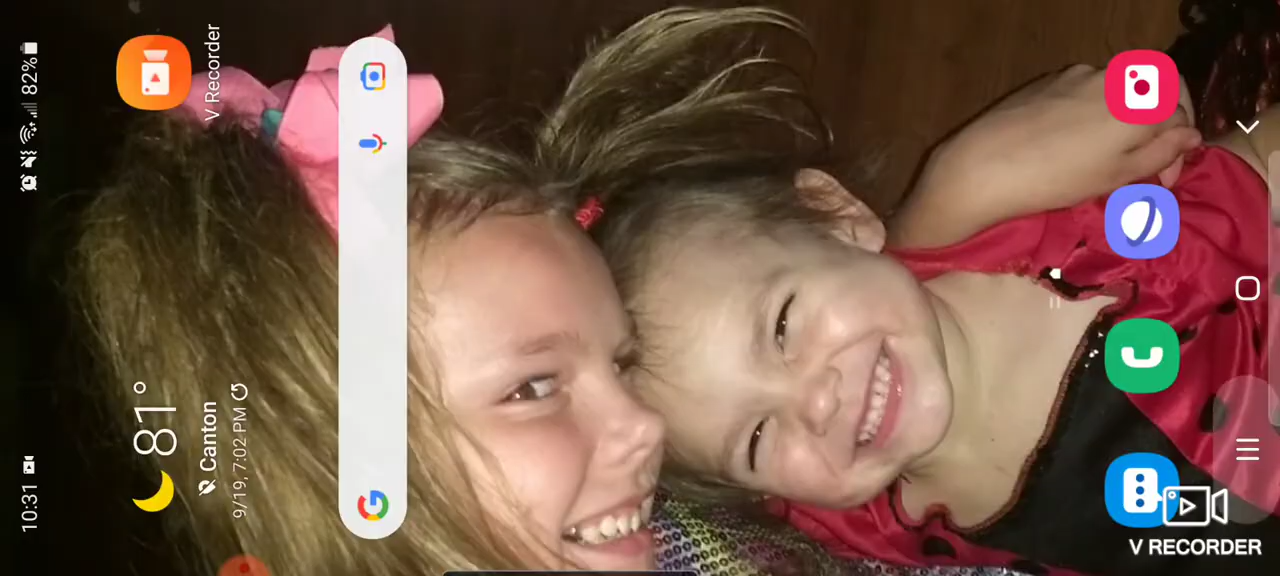 10:31
82%
81°
Canton
9/19, 7:02 PM
V Recorder
V RECORDER